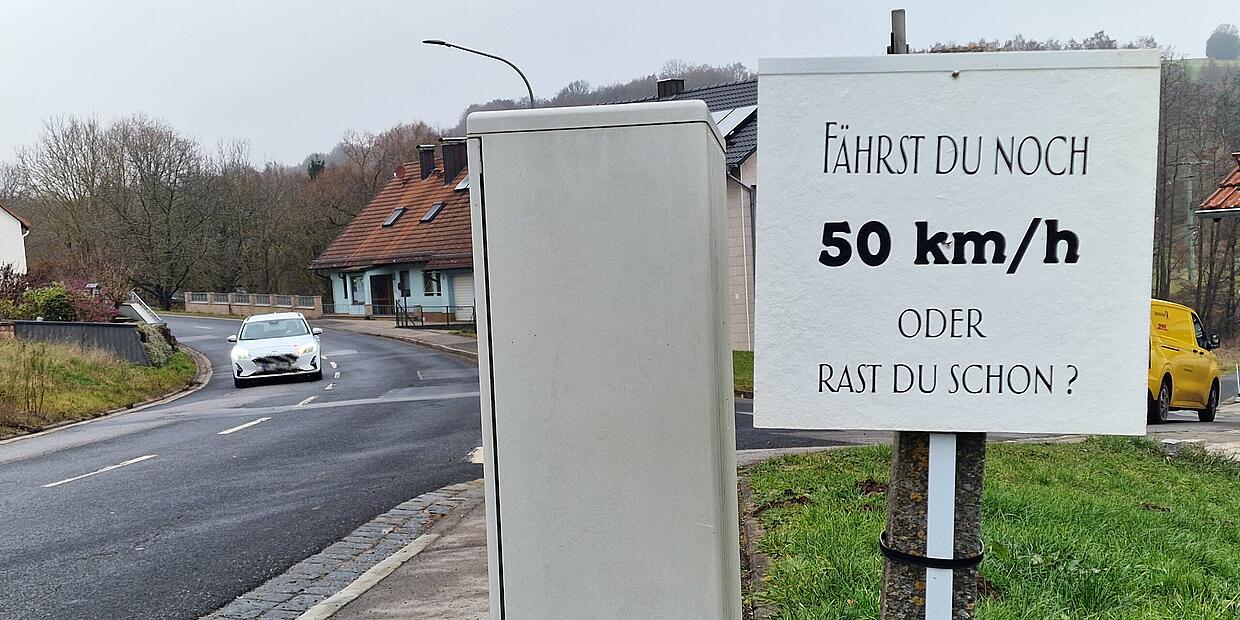 FÄHRST DU NOCH
50 km/h
ODER
RAST DU SCHON ?